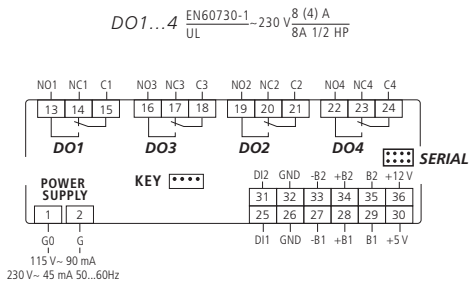 DO1...4 EN60730-1 ~230 V 8 (4) A
UL 8A 1/2 HP
NO1 NC1 C1 NO3 NC3 C3 NO2 NC2 C2 NO4 NC4 C4
13 14 15 16 17 18 19 20 21 22 23 24
DO1 DO3 DO2 DO4
SERIAL
POWER SUPPLY
KEY
DI2 GND -B2 +B2 B2 +12 V
31 32 33 34 35 36
1 2 25 26 27 28 29 30
G0 G DI1 GND -B1 +B1 B1 +5 V
115 V~ 90 mA
230 V~ 45 mA 50...60Hz